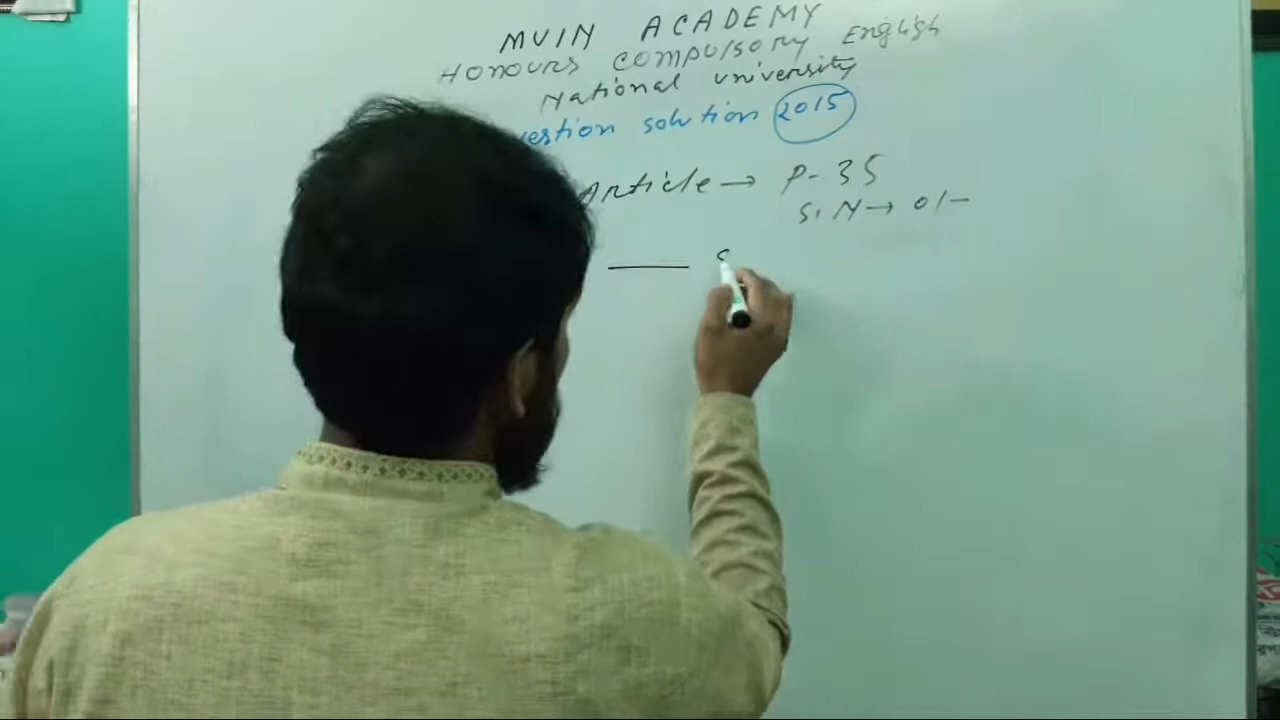 MUIN ACADEMY
HONOURS COMPULSORY English
National university
estion solution 2015
Article → P-35
S.N → 01-
S